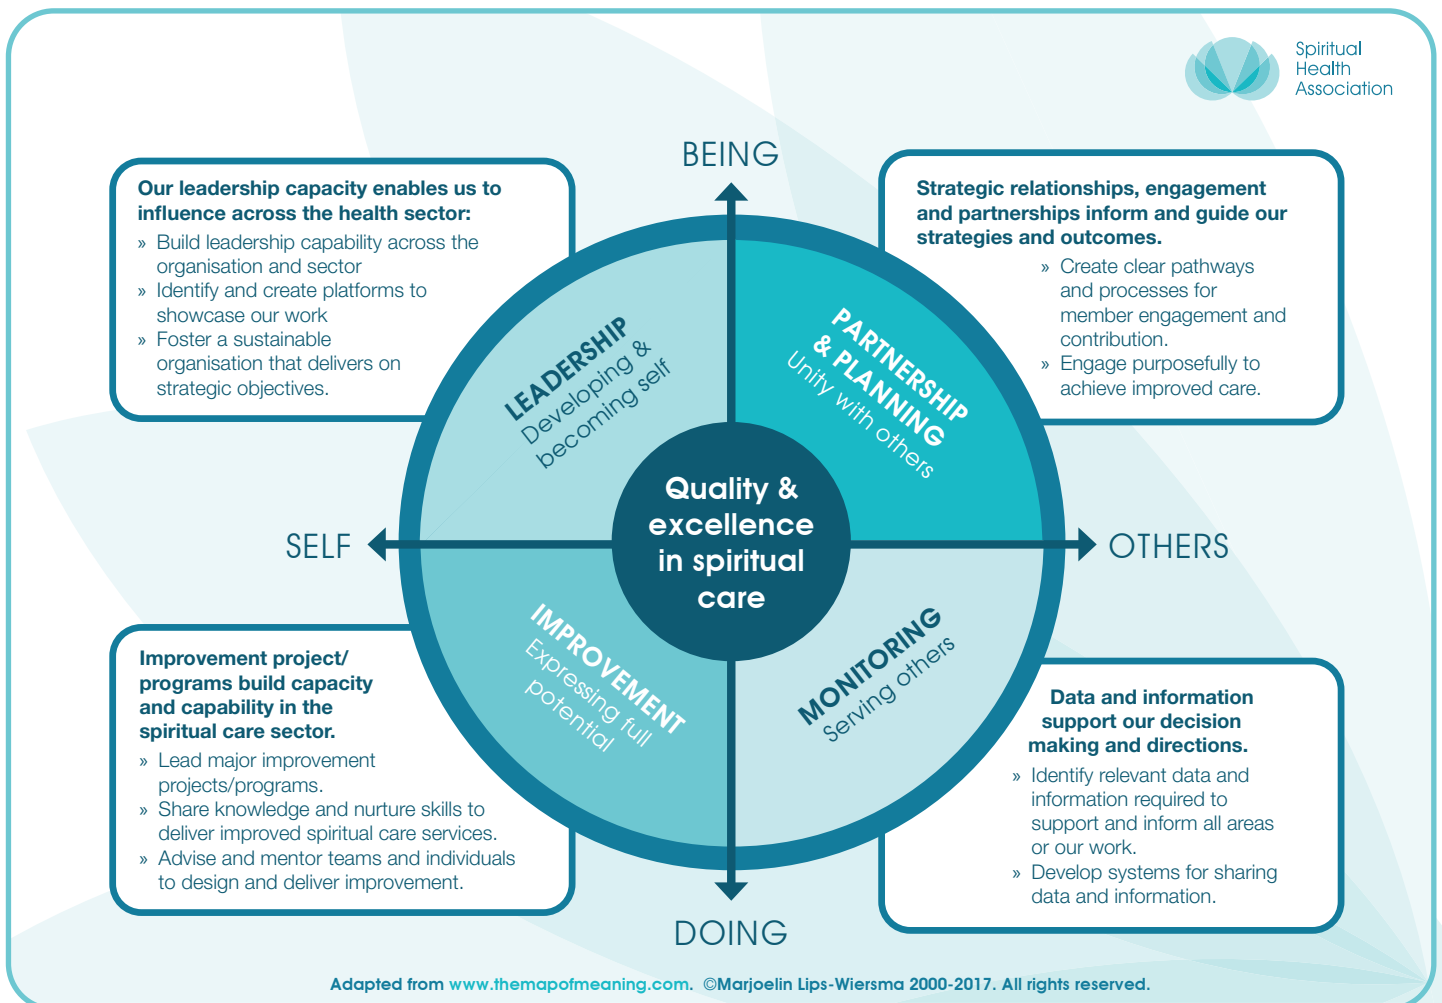 Spiritual
Health
Association
BEING
Our leadership capacity enables us to
influence across the health sector:
» Build leadership capability across the
organisation and sector
» Identify and create platforms to
showcase our work
» Foster a sustainable
organisation that delivers on
strategic objectives.
Strategic relationships, engagement
and partnerships inform and guide our
strategies and outcomes.
» Create clear pathways
and processes for
member engagement and
contribution.
» Engage purposefully to
achieve improved care.
LEADERSHIP
Developing &
becoming self
PARTNERSHIP
& PLANNING
Unity with others
SELF
Quality &
excellence
in spiritual
care
OTHERS
IMPROVEMENT
Expressing full
potential
MONITORING
Serving others
Improvement project/
programs build capacity
and capability in the
spiritual care sector.
» Lead major improvement
projects/programs.
» Share knowledge and nurture skills to
deliver improved spiritual care services.
» Advise and mentor teams and individuals
to design and deliver improvement.
Data and information
support our decision
making and directions.
» Identify relevant data and
information required to
support and inform all areas
or our work.
» Develop systems for sharing
data and information.
DOING
Adapted from www.themapofmeaning.com. ©Marjoelin Lips-Wiersma 2000-2017. All rights reserved.